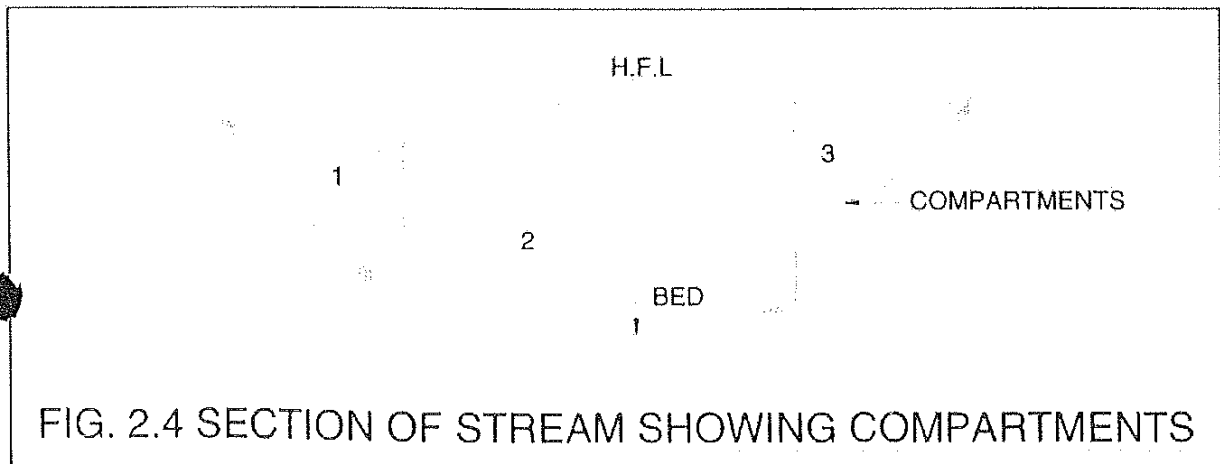 H.F.L
1
3
COMPARTMENTS
2
BED
FIG. 2.4 SECTION OF STREAM SHOWING COMPARTMENTS